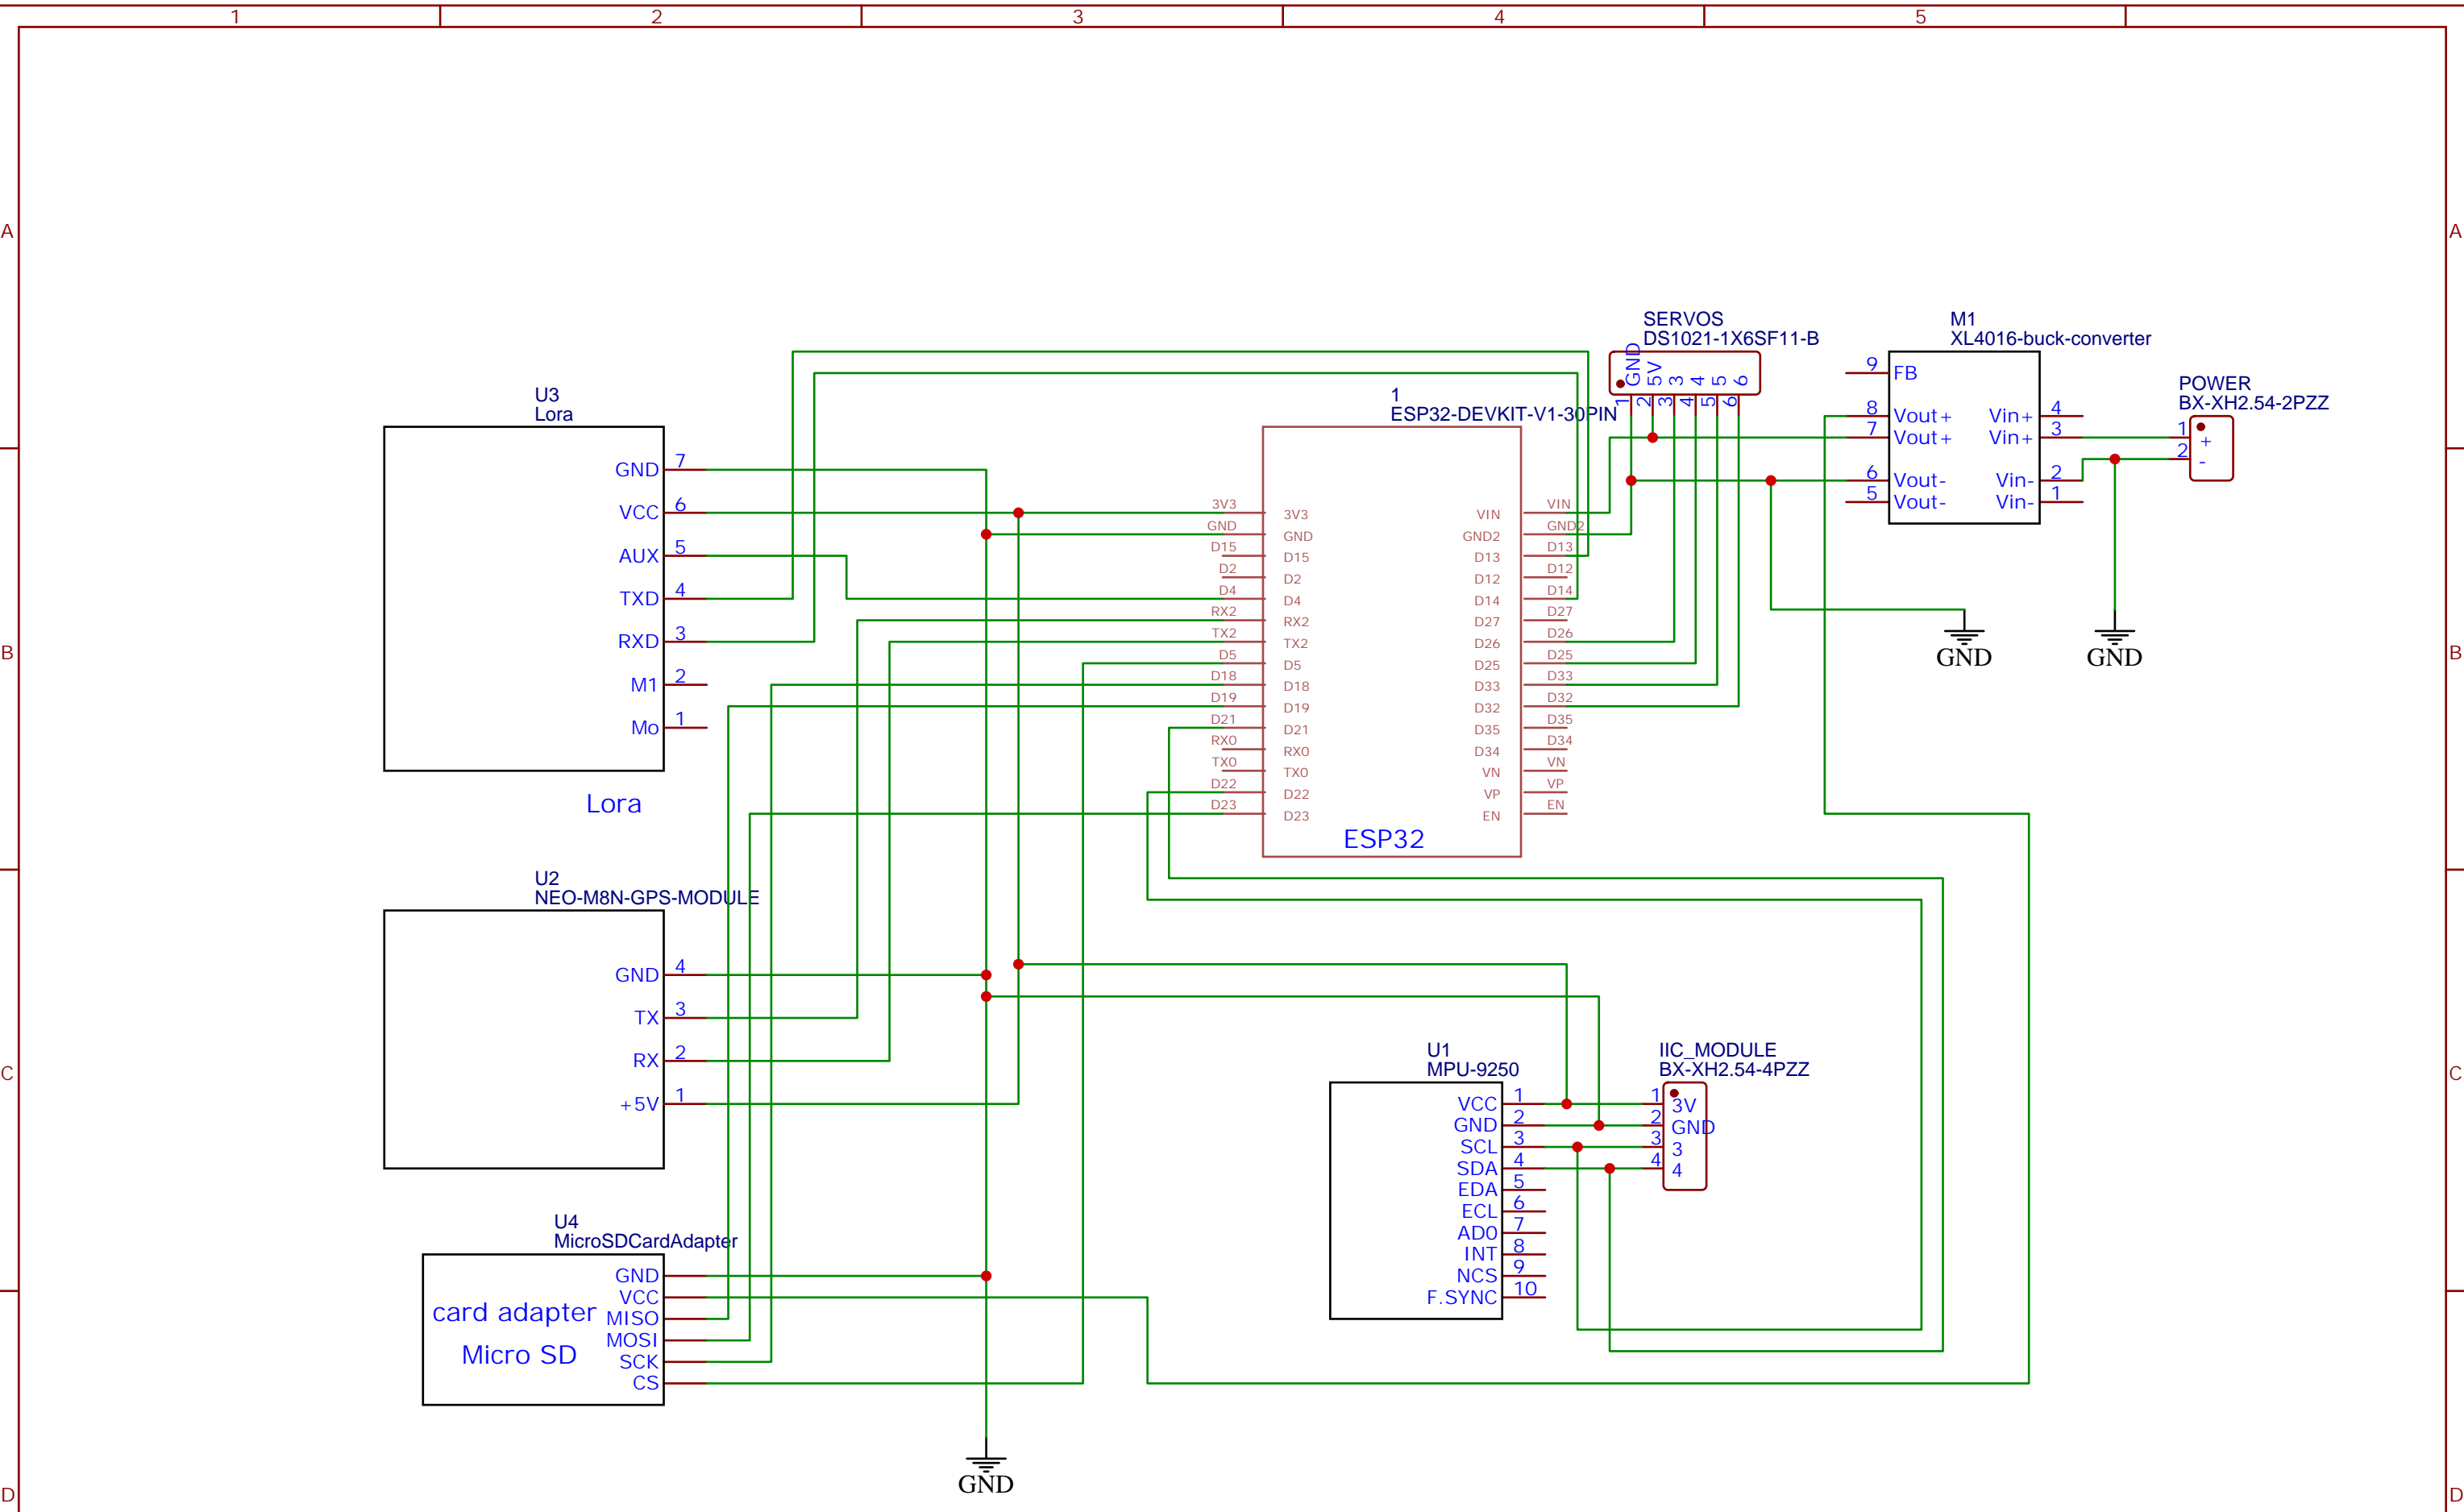 1 2 3 4 5
A A
B B
C C
D D
U3
Lora
GND 7
VCC 6
AUX 5
TXD 4
RXD 3
M1 2
Mo 1
Lora
U2
NEO-M8N-GPS-MODULE
GND 4
TX 3
RX 2
+5V 1
U4
MicroSDCardAdapter
GND
VCC
MISO
MOSI
SCK
CS
card adapter
Micro SD
GND
1
ESP32-DEVKIT-V1-30PIN
3V3 3V3
GND GND
D15 D15
D2 D2
D4 D4
RX2 RX2
TX2 TX2
D5 D5
D18 D18
D19 D19
D21 D21
RX0 RX0
TX0 TX0
D22 D22
D23 D23
VIN VIN
GND2 GND2
D13 D13
D12 D12
D14 D14
D27 D27
D26 D26
D25 D25
D33 D33
D32 D32
D35 D35
D34 D34
VN VN
VP VP
EN EN
ESP32
SERVOS
DS1021-1X6SF11-B
GND 5V 3 4 5 6
1 2 3 4 5 6
M1
XL4016-buck-converter
9 FB
8 Vout+ Vin+ 4
7 Vout+ Vin+ 3
6 Vout- Vin- 2
5 Vout- Vin- 1
POWER
BX-XH2.54-2PZZ
1 +
2 -
GND GND
U1
MPU-9250
VCC 1
GND 2
SCL 3
SDA 4
EDA 5
ECL 6
AD0 7
INT 8
NCS 9
F.SYNC 10
IIC_MODULE
BX-XH2.54-4PZZ
1 3V
2 GND
3 3
4 4